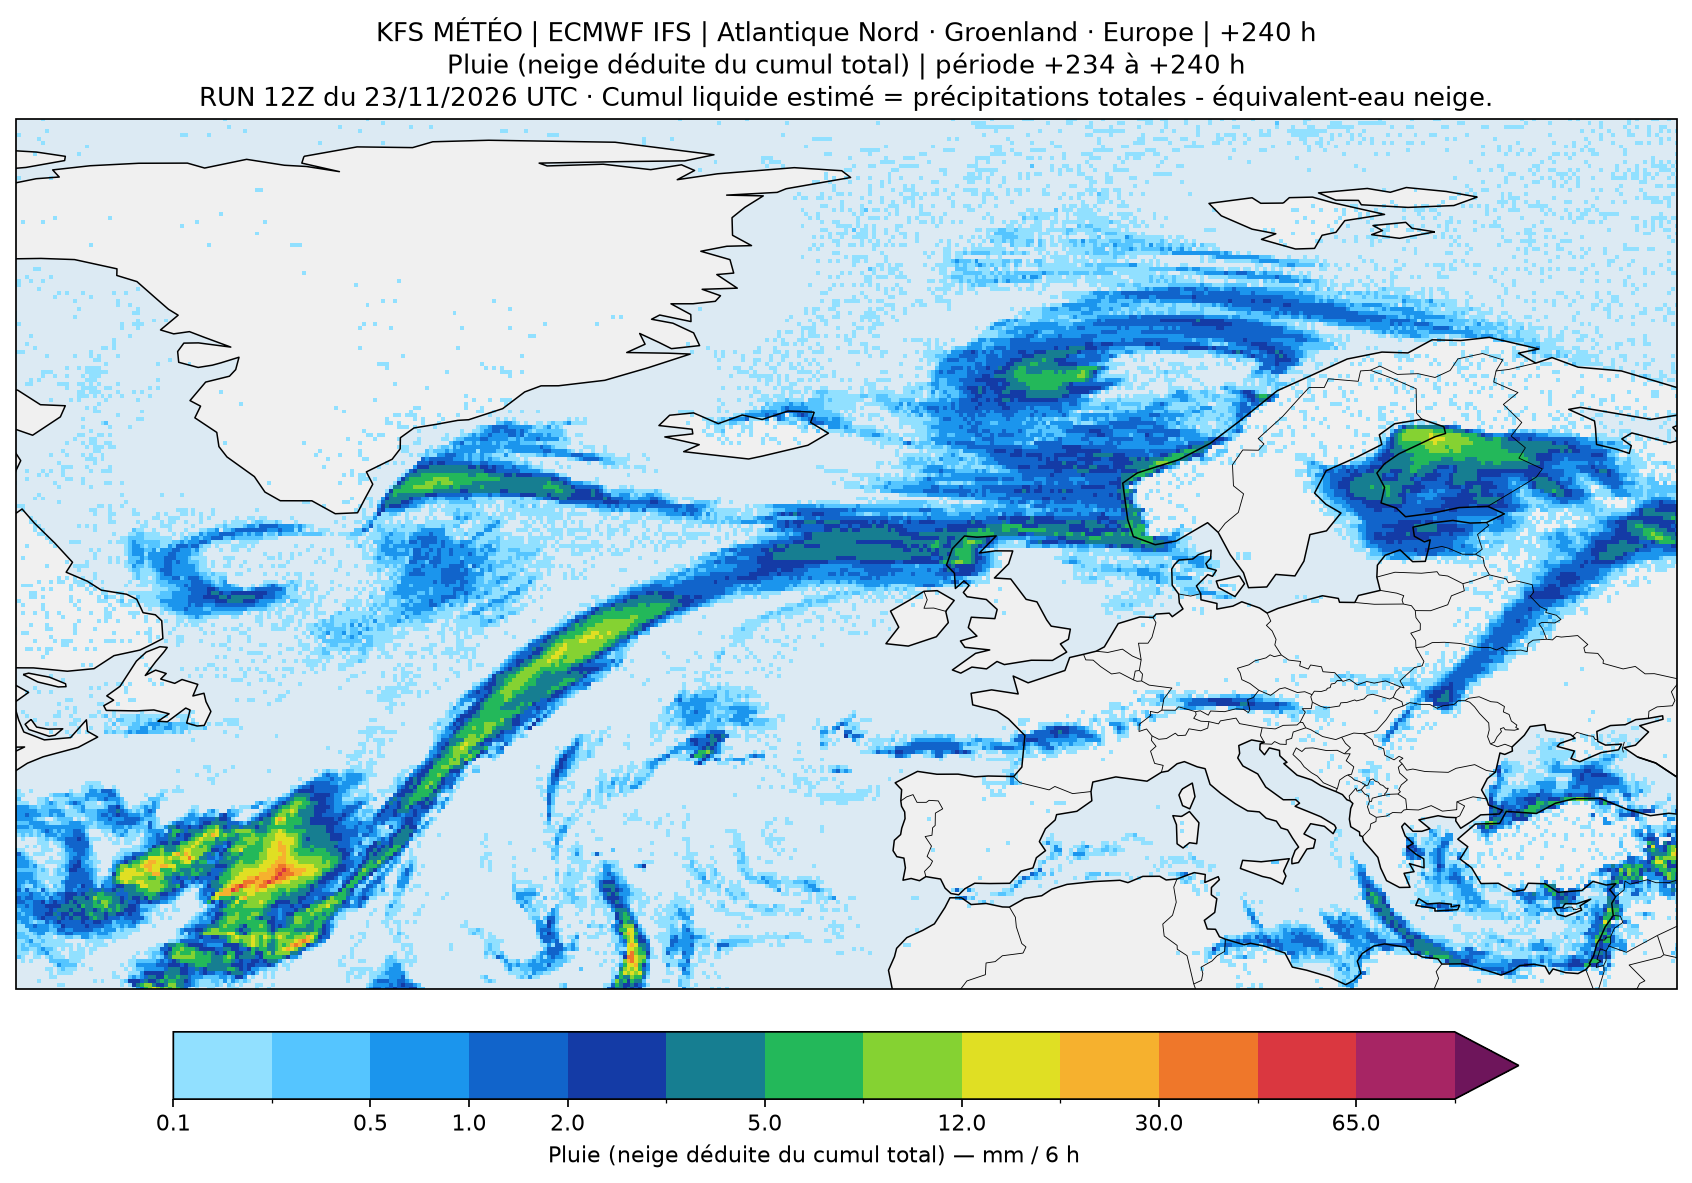 KFS MÉTÉO | ECMWF IFS | Atlantique Nord · Groenland · Europe | +240 h
Pluie (neige déduite du cumul total) | période +234 à +240 h
RUN 12Z du 23/11/2026 UTC · Cumul liquide estimé = précipitations totales - équivalent-eau neige.
0.1 0.5 1.0 2.0 5.0 12.0 30.0 65.0
Pluie (neige déduite du cumul total) — mm / 6 h